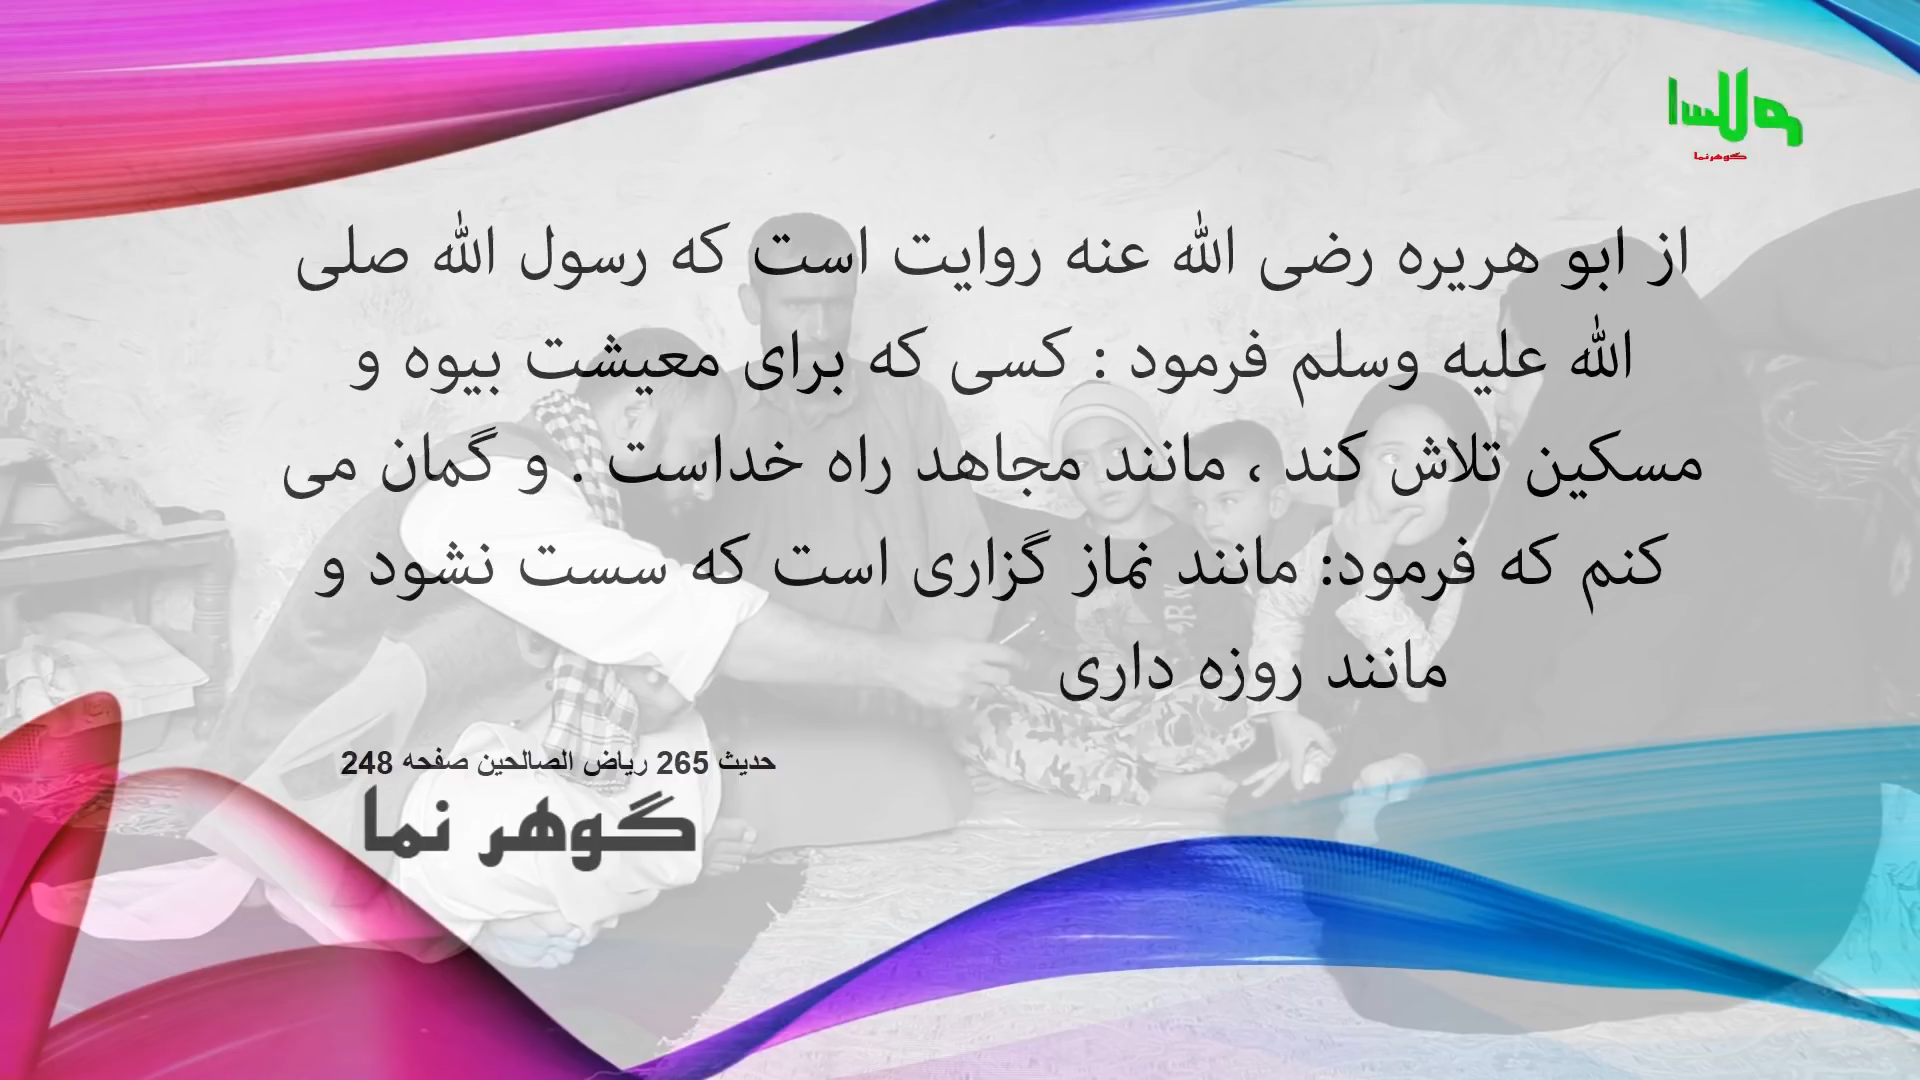 گوهرنما
از ابو هریره رضی الله عنه روایت است که رسول الله صلی
الله علیه وسلم فرمود : کسی که برای معیشت بیوه و
مسکین تلاش کند ، مانند مجاهد راه خداست . و گمان می
کنم که فرمود: مانند نماز گزاری است که سست نشود و
مانند روزه داری
حدیث 265 ریاض الصالحین صفحه 248
گوهر نما